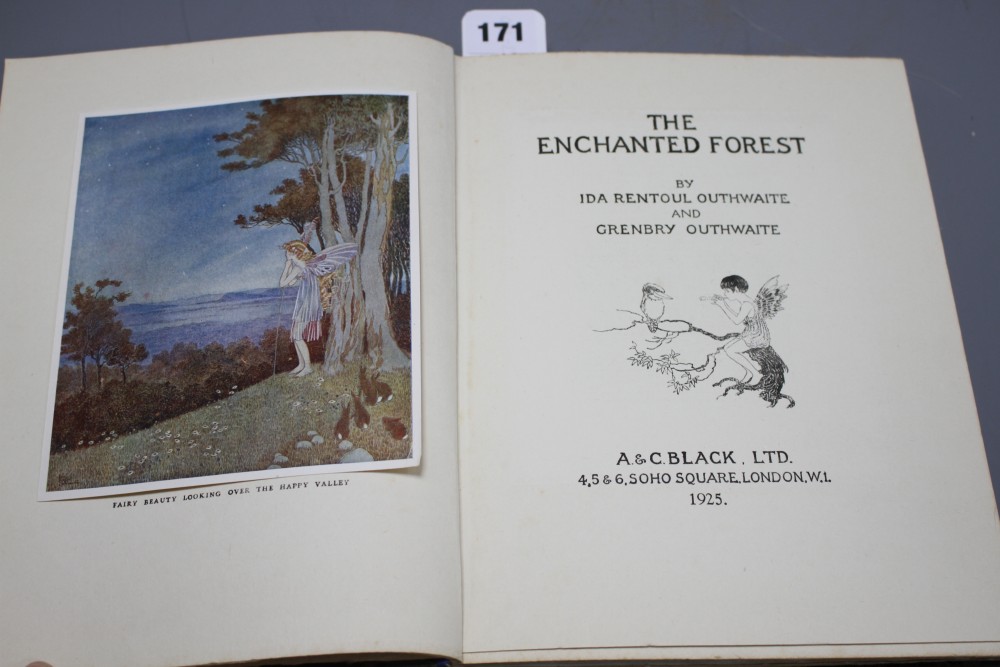 171
FAIRY BEAUTY LOOKING OVER THE HAPPY VALLEY
THE
ENCHANTED FOREST
BY
IDA RENTOUL OUTHWAITE
AND
GRENBRY OUTHWAITE
A. & C. BLACK, LTD.
4, 5 & 6, SOHO SQUARE, LONDON, W.1.
1925.